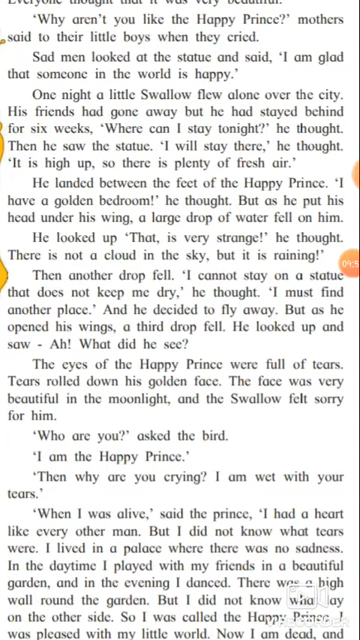 Everyone thought that it was very beautiful.
‘Why aren’t you like the Happy Prince?’ mothers
said to their little boys when they cried.
Sad men looked at the statue and said, ‘I am glad
that someone in the world is happy.’
One night a little Swallow flew alone over the city.
His friends had gone away but he had stayed behind
for six weeks, ‘Where can I stay tonight?’ he thought.
Then he saw the statue. ‘I will stay there,’ he thought.
‘It is high up, so there is plenty of fresh air.’
He landed between the feet of the Happy Prince. ‘I
have a golden bedroom!’ he thought. But as he put his
head under his wing, a large drop of water fell on him.
He looked up ‘That, is very strange!’ he thought.
There is not a cloud in the sky, but it is raining!’
09:5
Then another drop fell. ‘I cannot stay on a statue
that does not keep me dry,’ he thought. ‘I must find
another place.’ And he decided to fly away. But as he
opened his wings, a third drop fell. He looked up and
saw - Ah! What did he see?
The eyes of the Happy Prince were full of tears.
Tears rolled down his golden face. The face was very
beautiful in the moonlight, and the Swallow felt sorry
for him.
‘Who are you?’ asked the bird.
‘I am the Happy Prince.’
‘Then why are you crying? I am wet with your
tears.’
‘When I was alive,’ said the prince, ‘I had a heart
like every other man. But I did not know what tears
were. I lived in a palace where there was no sadness.
In the daytime I played with my friends in a beautiful
garden, and in the evening I danced. There was a high
wall round the garden. But I did not know what lay
on the other side. So I was called the Happy Prince. I
was pleased with my little world. Now I am dead, and